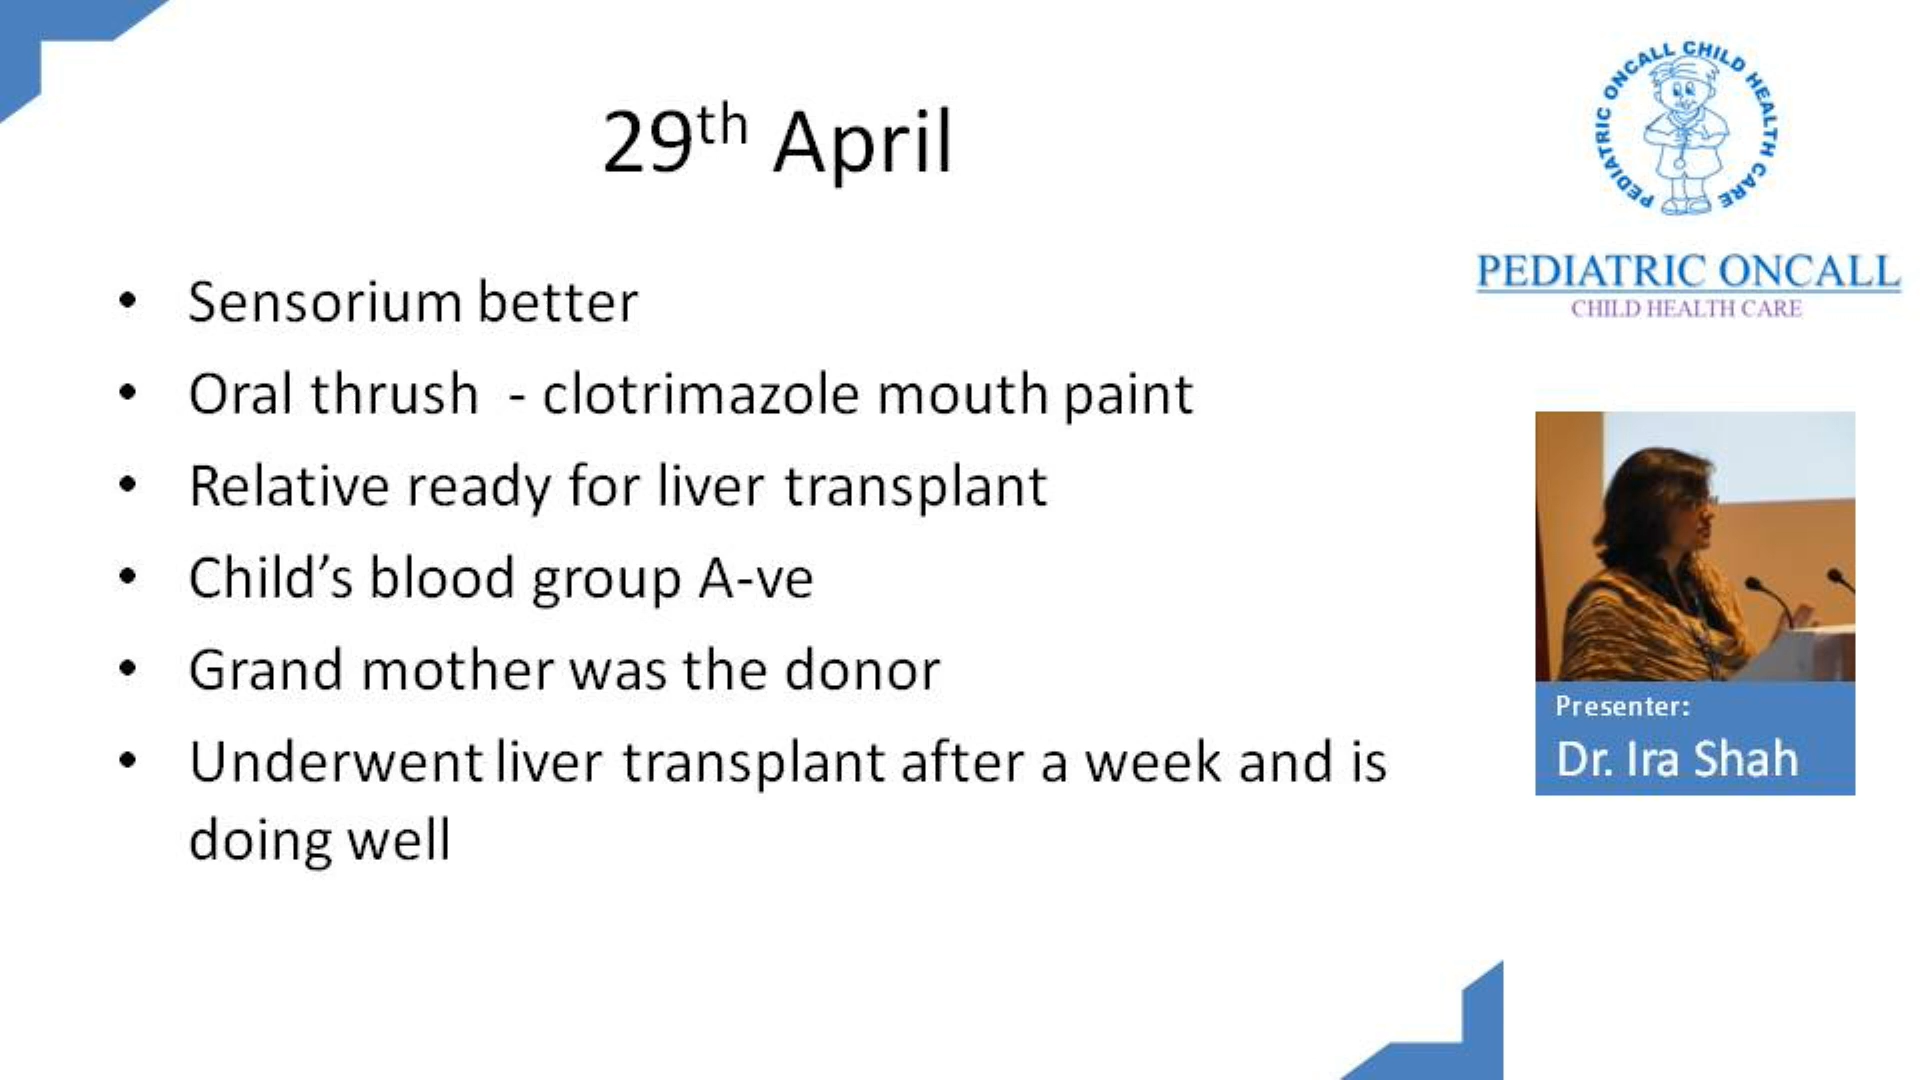 29th April
• Sensorium better
• Oral thrush - clotrimazole mouth paint
• Relative ready for liver transplant
• Child’s blood group A-ve
• Grand mother was the donor
• Underwent liver transplant after a week and is
doing well
PEDIATRIC ONCALL CHILD HEALTH CARE
PEDIATRIC ONCALL
CHILD HEALTH CARE
Presenter:
Dr. Ira Shah